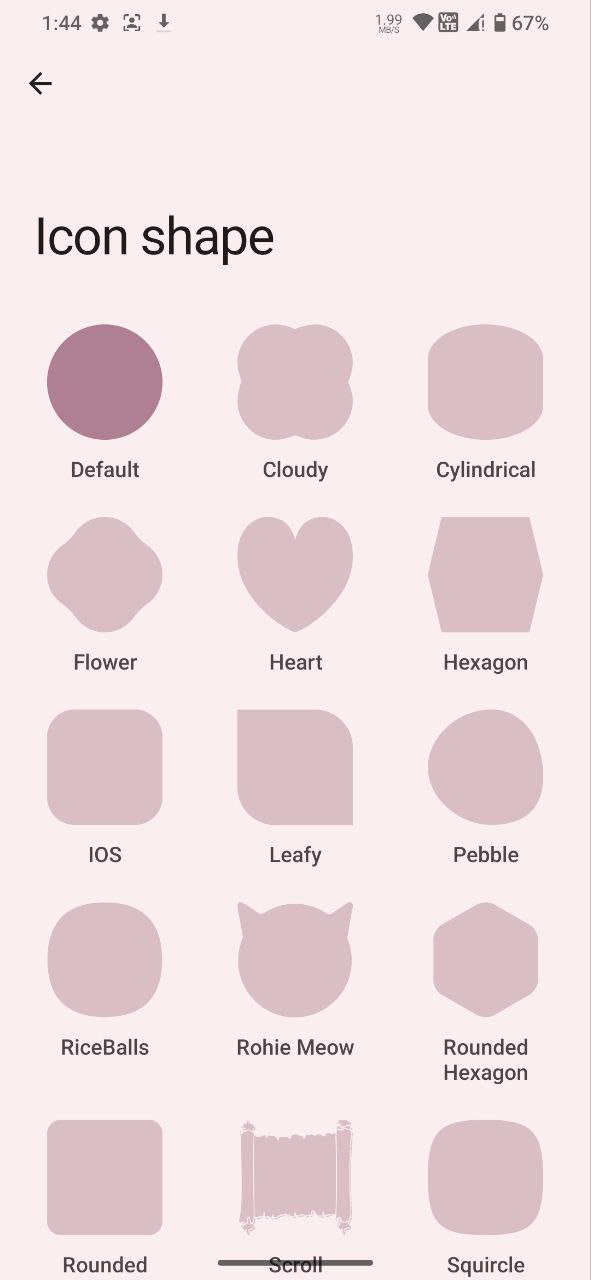 1:44 1.99 MB/S Vo LTE 67%
Icon shape
Default Cloudy Cylindrical
Flower Heart Hexagon
IOS Leafy Pebble
RiceBalls Rohie Meow Rounded
Hexagon
Rounded Scroll Squircle